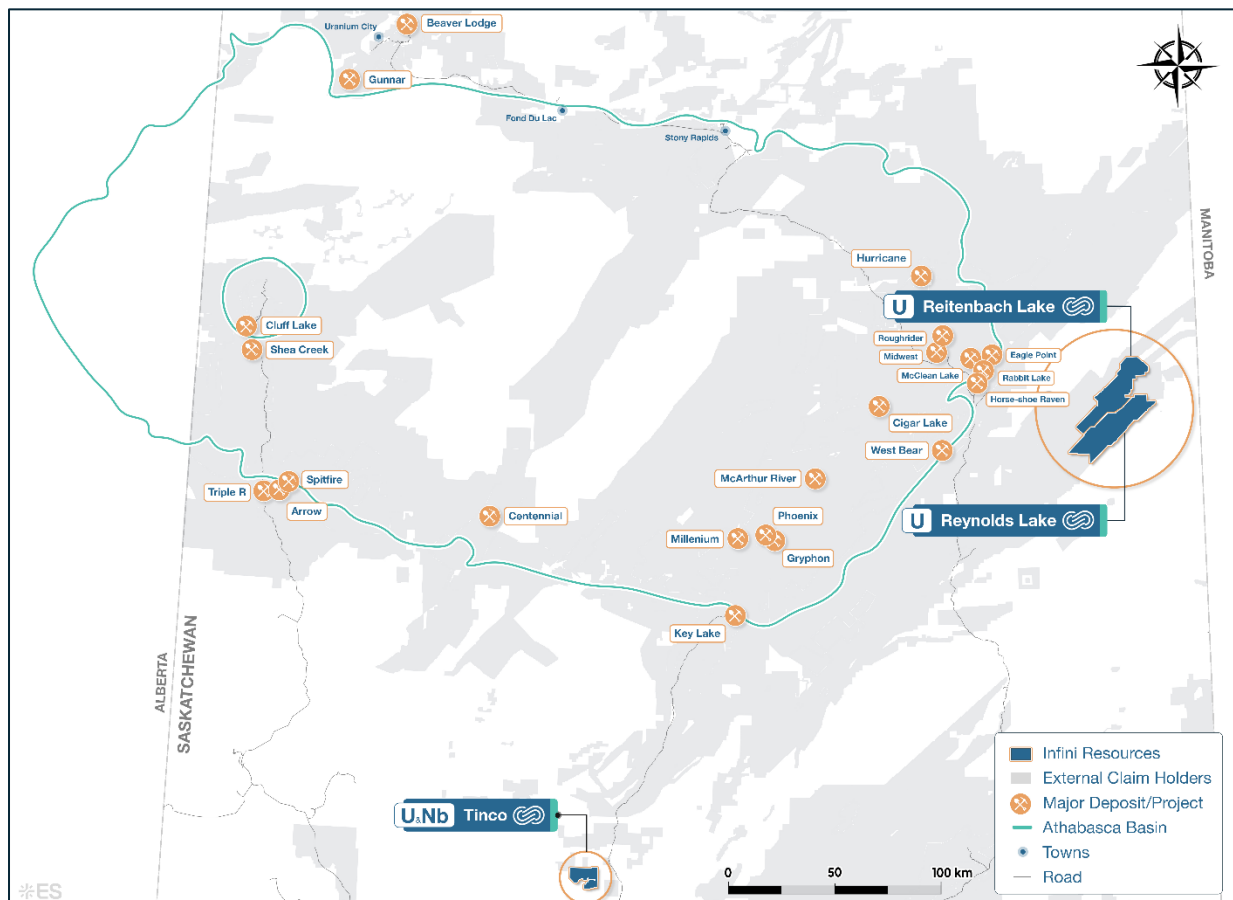 Beaver Lodge
Uranium City
Gunnar
Fond Du Lac
Stony Rapids
MANITOBA
Hurricane
U Reitenbach Lake
Cluff Lake
Shea Creek
Roughrider
Midwest
Eagle Point
McClean Lake
Rabbit Lake
Horse-shoe Raven
Cigar Lake
West Bear
Spitfire
Triple R
Arrow
McArthur River
Centennial
Phoenix
U Reynolds Lake
Millenium
Gryphon
Key Lake
ALBERTA
SASKATCHEWAN
Infini Resources
External Claim Holders
Major Deposit/Project
Athabasca Basin
Towns
Road
U&Nb Tinco
0 50 100 km
ES